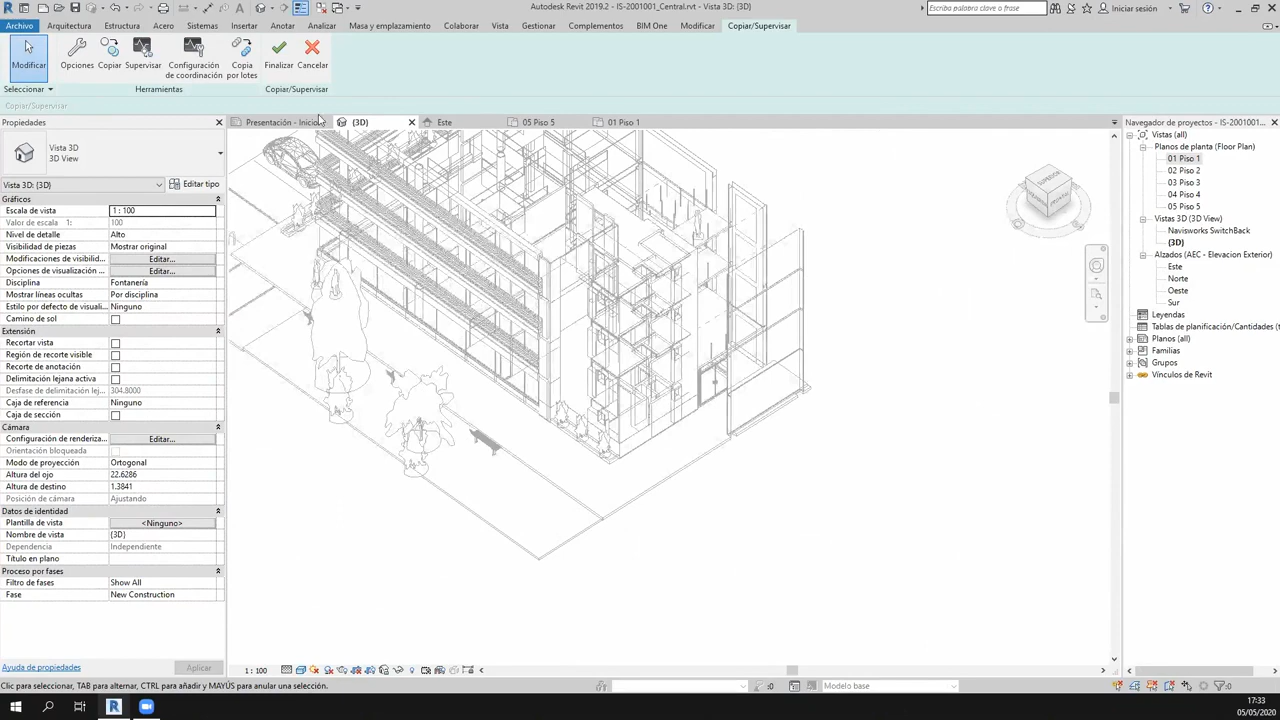 Autodesk Revit 2019.2 - IS-2001001_Central.rvt - Vista 3D: {3D}
Escriba palabra clave o frase
Iniciar sesión
Archivo Arquitectura Estructura Acero Sistemas Insertar Anotar Analizar Masa y emplazamiento Colaborar Vista Gestionar Complementos BIM One Modificar Copiar/Supervisar
Modificar Opciones Copiar Supervisar Configuración de coordinación Copia por lotes Finalizar Cancelar
Seleccionar Herramientas Copiar/Supervisar
Copiar/Supervisar
Propiedades
Presentación - Inicio
{3D}
Este
05 Piso 5
01 Piso 1
Navegador de proyectos - IS-2001001...
Vista 3D
3D View
Vista 3D: {3D}
Editar tipo
Gráficos
Escala de vista 1 : 100
Valor de escala 1: 100
Nivel de detalle Alto
Visibilidad de piezas Mostrar original
Modificaciones de visibilid... Editar...
Opciones de visualización ... Editar...
Disciplina Fontanería
Mostrar líneas ocultas Por disciplina
Estilo por defecto de visuali... Ninguno
Camino de sol
Extensión
Recortar vista
Región de recorte visible
Recorte de anotación
Delimitación lejana activa
Desfase de delimitación lej... 304.8000
Caja de referencia Ninguno
Caja de sección
Cámara
Configuración de renderiza... Editar...
Orientación bloqueada
Modo de proyección Ortogonal
Altura del ojo 22.6286
Altura de destino 1.3841
Posición de cámara Ajustando
Datos de identidad
Plantilla de vista <Ninguno>
Nombre de vista {3D}
Dependencia Independiente
Título en plano
Proceso por fases
Filtro de fases Show All
Fase New Construction
Ayuda de propiedades
Aplicar
Vistas (all)
Planos de planta (Floor Plan)
01 Piso 1
02 Piso 2
03 Piso 3
04 Piso 4
05 Piso 5
Vistas 3D (3D View)
Navisworks SwitchBack
{3D}
Alzados (AEC - Elevacion Exterior)
Este
Norte
Oeste
Sur
Leyendas
Tablas de planificación/Cantidades (t
Planos (all)
Familias
Grupos
Vínculos de Revit
1 : 100
Clic para seleccionar, TAB para alternar, CTRL para añadir y MAYÚS para anular una selección.
:0
Modelo base
:0
17:33
05/05/2020